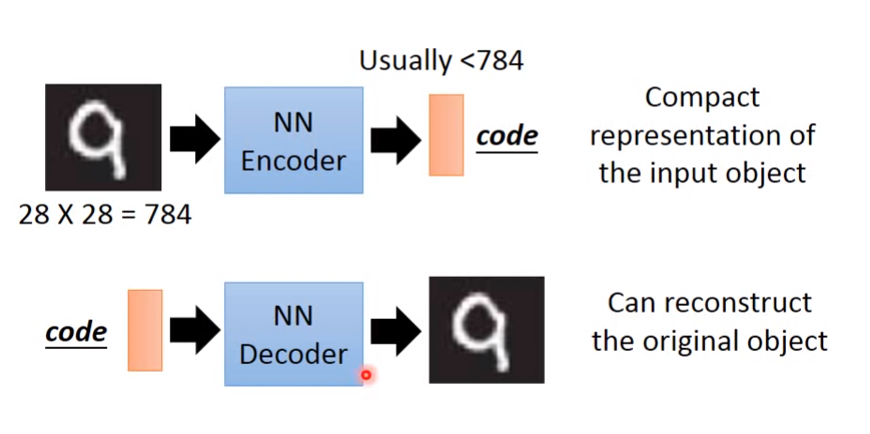 Usually <784
NN
Encoder
code
Compact
representation of
the input object
28 X 28 = 784
code
NN
Decoder
Can reconstruct
the original object